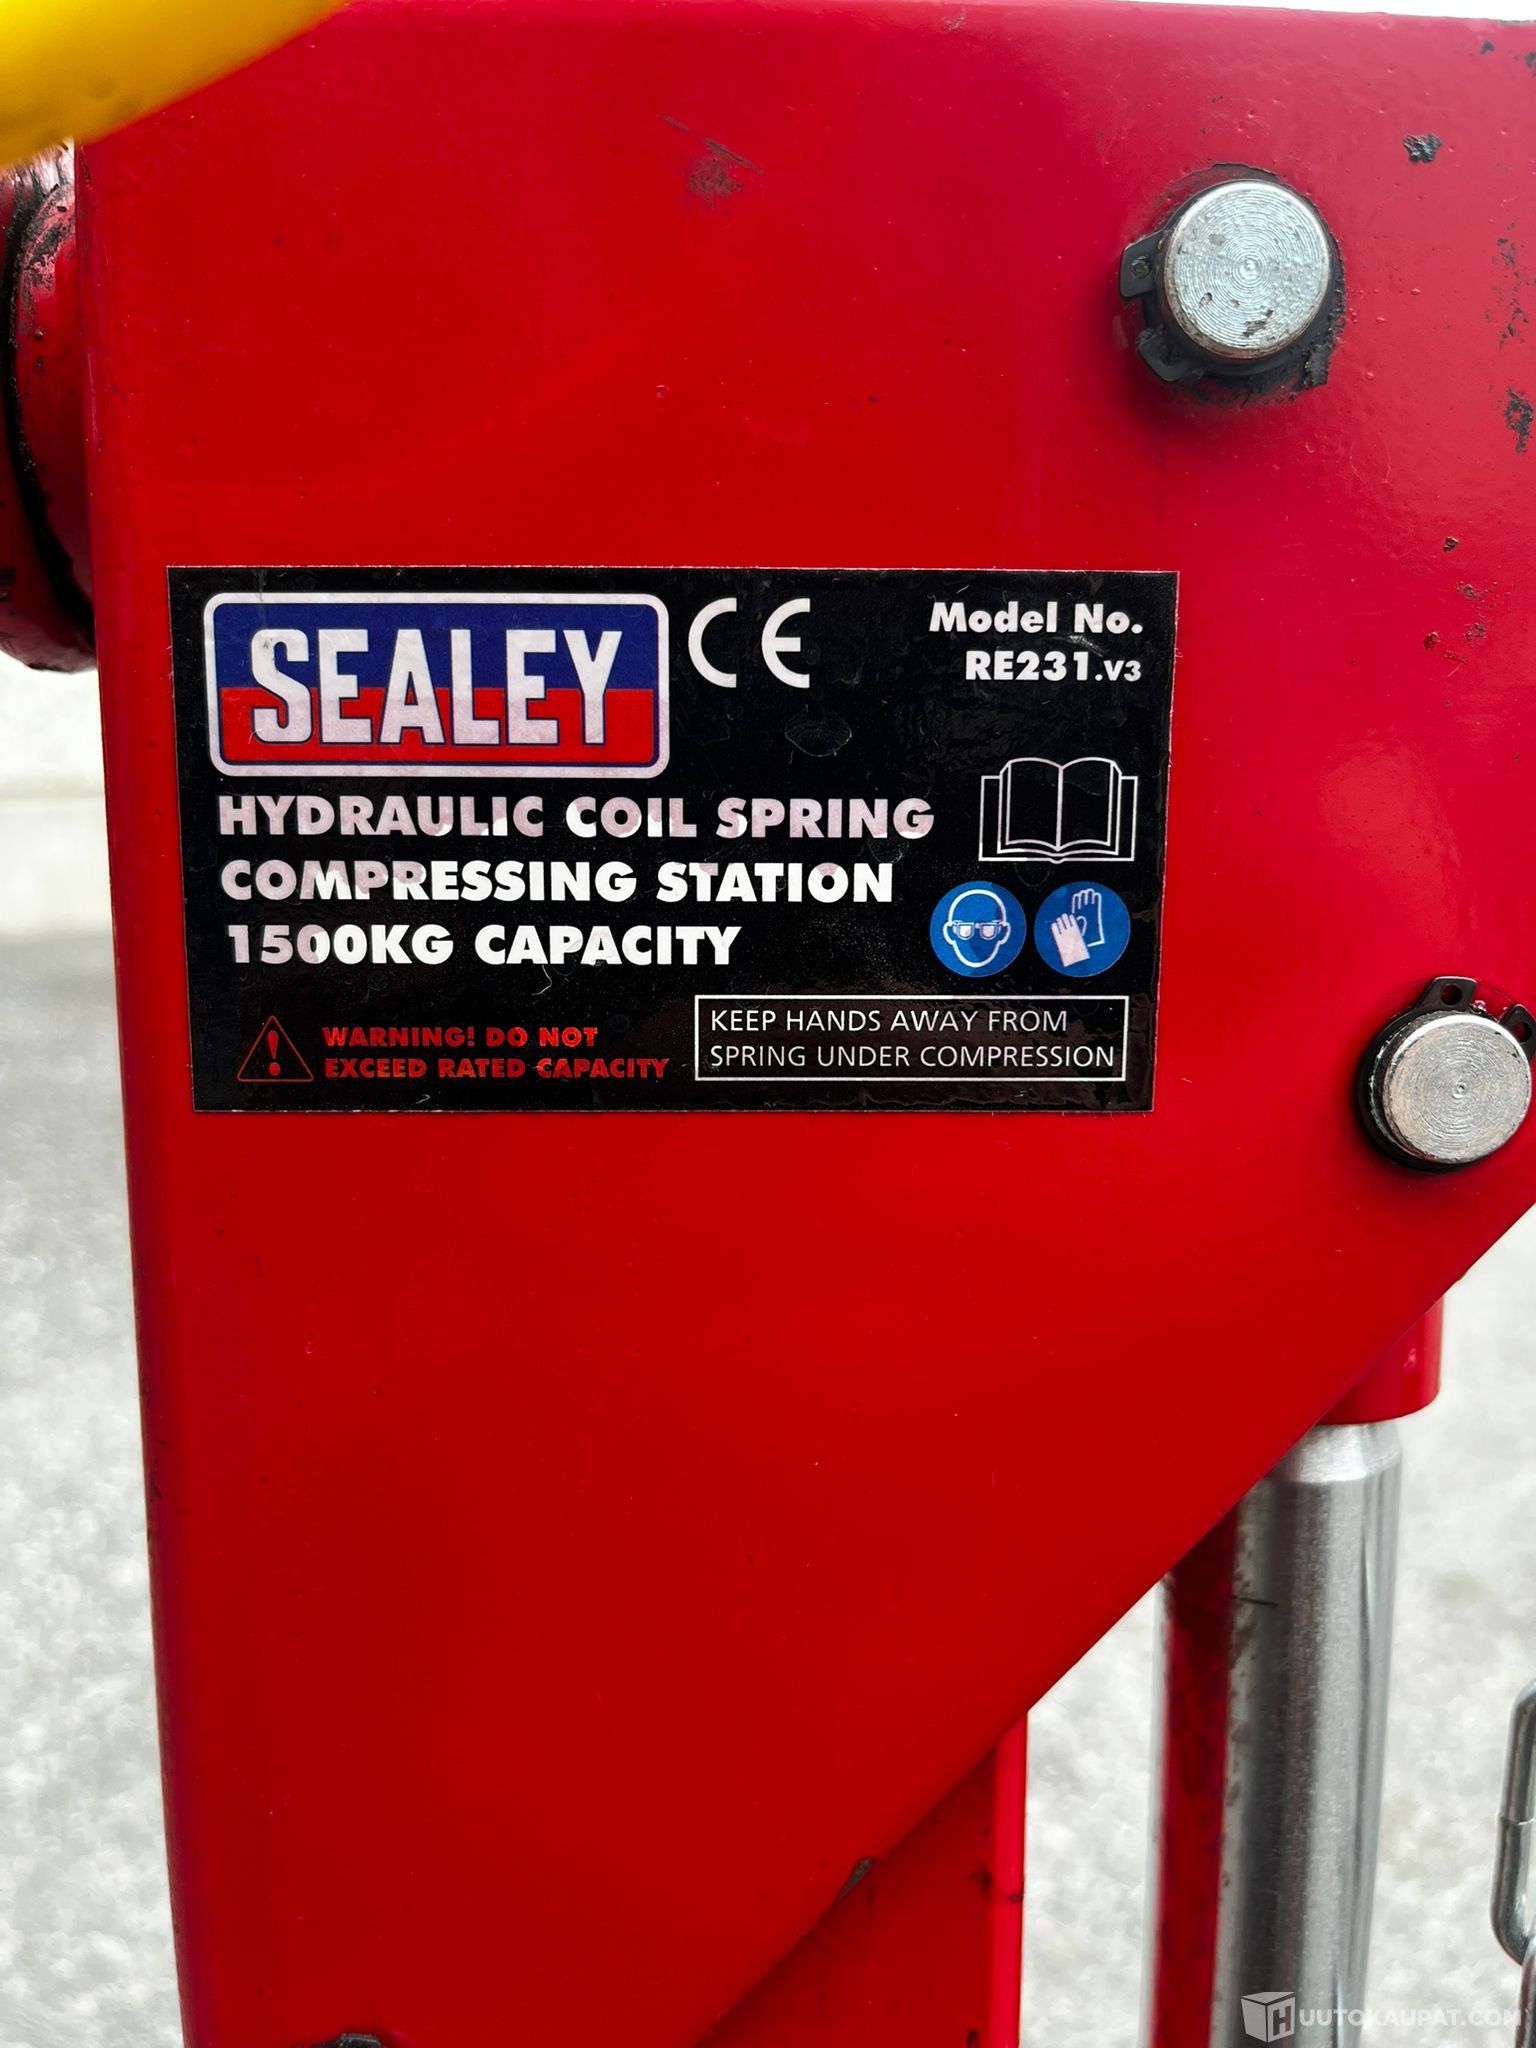 SEALEY
CE
Model No.
RE231.V3
HYDRAULIC COIL SPRING
COMPRESSING STATION
1500KG CAPACITY
WARNING! DO NOT
EXCEED RATED CAPACITY
KEEP HANDS AWAY FROM
SPRING UNDER COMPRESSION
HUUTOKAUPAT.COM